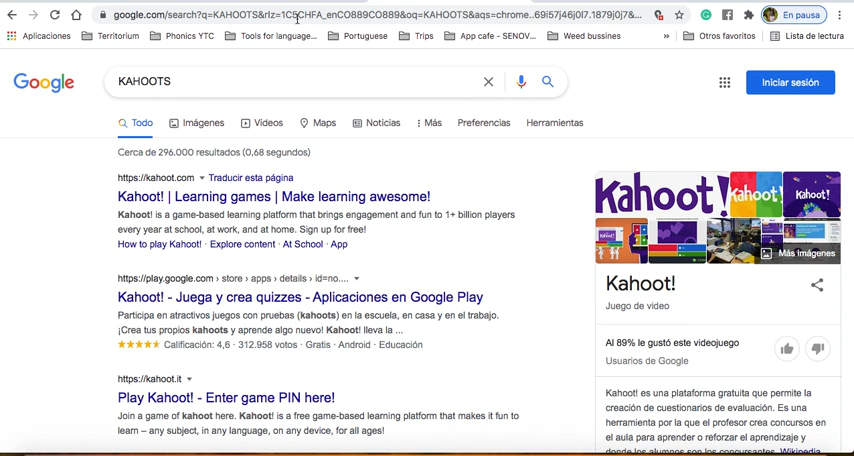 google.com/search?q=KAHOOTS&rlz=1C5CHFA_enCO889CO889&oq=KAHOOTS&aqs=chrome..69i57j46j0l7.1879j0j7&...
En pausa
Aplicaciones
Territorium
Phonics YTC
Tools for language...
Portuguese
Trips
App cafe - SENOV...
Weed bussines
»
Otros favoritos
Lista de lectura
Google
KAHOOTS
Iniciar sesión
Todo
Imágenes
Videos
Maps
Noticias
Más
Preferencias
Herramientas
Cerca de 296.000 resultados (0,68 segundos)
https://kahoot.com
Traducir esta página
Kahoot! | Learning games | Make learning awesome!
Kahoot! is a game-based learning platform that brings engagement and fun to 1+ billion players
every year at school, at work, and at home. Sign up for free!
How to play Kahoot! · Explore content · At School · App
https://play.google.com › store › apps › details › id=no....
Kahoot! - Juega y crea quizzes - Aplicaciones en Google Play
Participa en atractivos juegos con pruebas (kahoots) en la escuela, en casa y en el trabajo.
¡Crea tus propios kahoots y aprende algo nuevo! Kahoot! lleva la ...
Calificación: 4,6 · 312.958 votos · Gratis · Android · Educación
https://kahoot.it
Play Kahoot! - Enter game PIN here!
Join a game of kahoot here. Kahoot! is a free game-based learning platform that makes it fun to
learn – any subject, in any language, on any device, for all ages!
Kahoot!
Kahoot!
Kahoot!
Más imágenes
Kahoot!
Juego de video
Al 89% le gustó este videojuego
Usuarios de Google
Kahoot! es una plataforma gratuita que permite la
creación de cuestionarios de evaluación. Es una
herramienta por la que el profesor crea concursos en
el aula para aprender o reforzar el aprendizaje y
donde los alumnos son los concursantes. Wikipedia